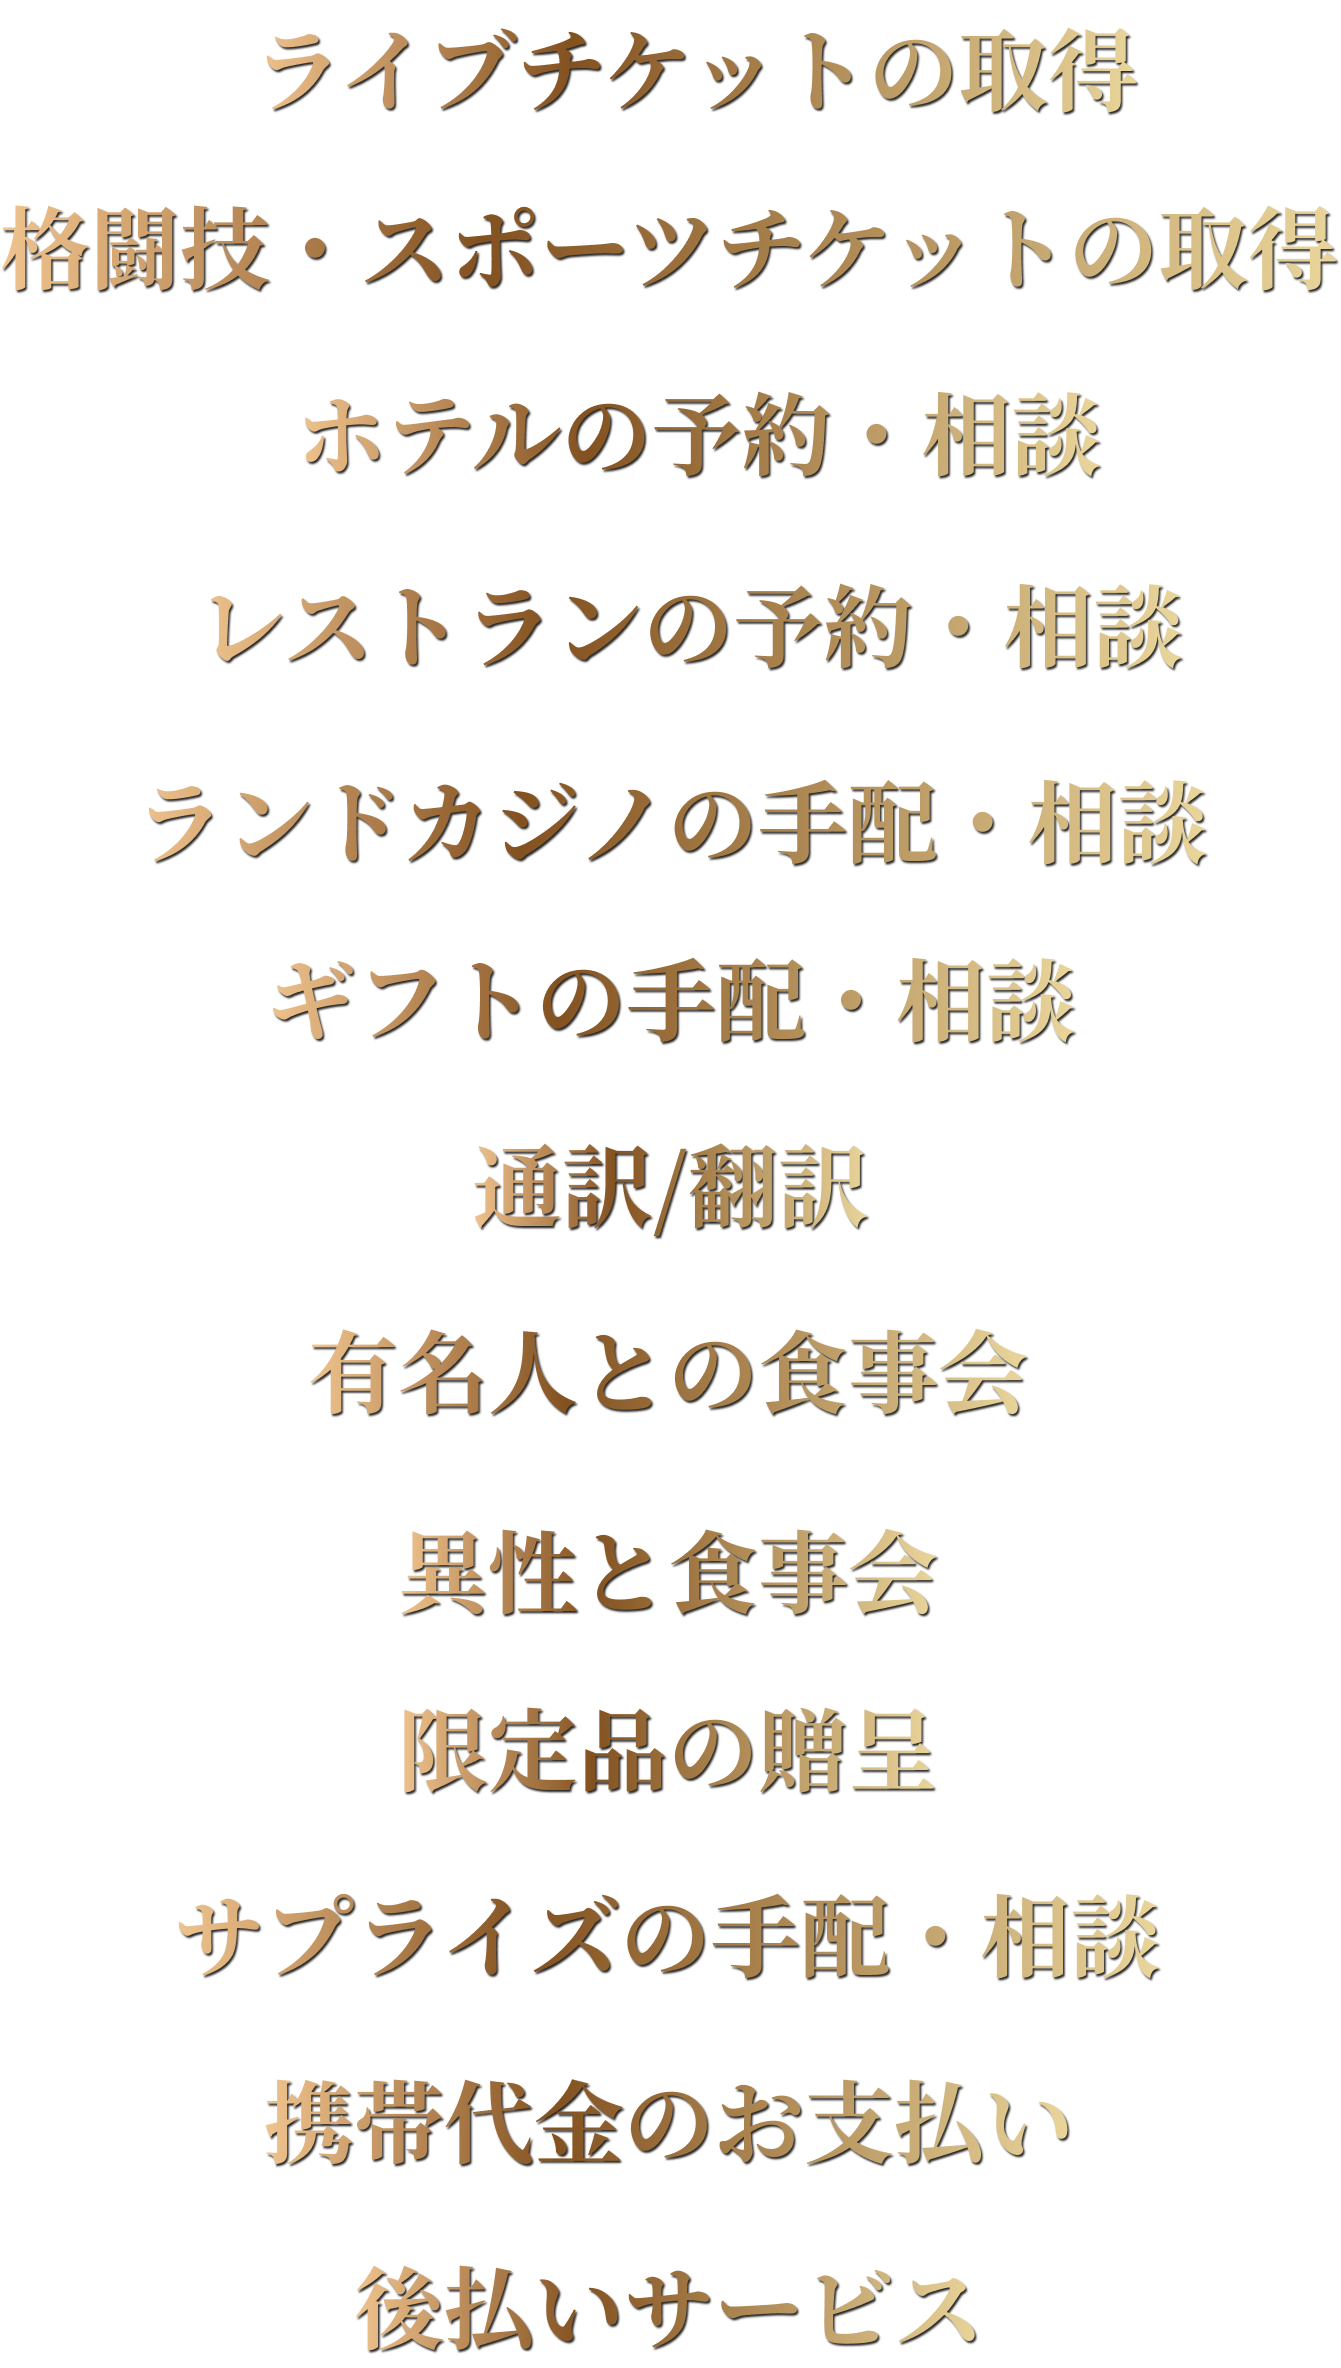 ライブチケットの取得
格闘技・スポーツチケットの取得
ホテルの予約・相談
レストランの予約・相談
ランドカジノの手配・相談
ギフトの手配・相談
通訳/翻訳
有名人との食事会
異性と食事会
限定品の贈呈
サプライズの手配・相談
携帯代金のお支払い
後払いサービス